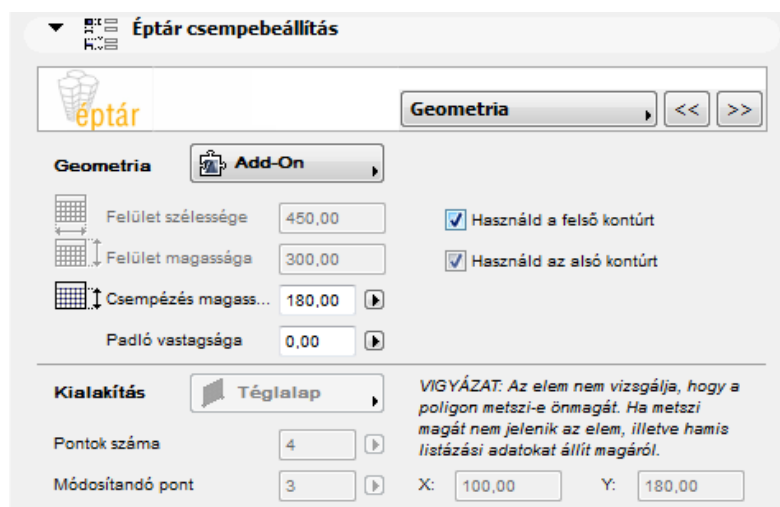 Éptár csempebeállítás
éptár
Geometria
<<
>>
Geometria
Add-On
Felület szélessége
450,00
Használd a felső kontúrt
Felület magassága
300,00
Használd az alsó kontúrt
Csempézés magass...
180,00
Padló vastagsága
0,00
Kialakítás
Téglalap
VIGYÁZAT: Az elem nem vizsgálja, hogy a
poligon metszi-e önmagát. Ha metszi
magát nem jelenik az elem, illetve hamis
listázási adatokat állít magáról.
Pontok száma
4
Módosítandó pont
3
X:
100,00
Y:
180,00